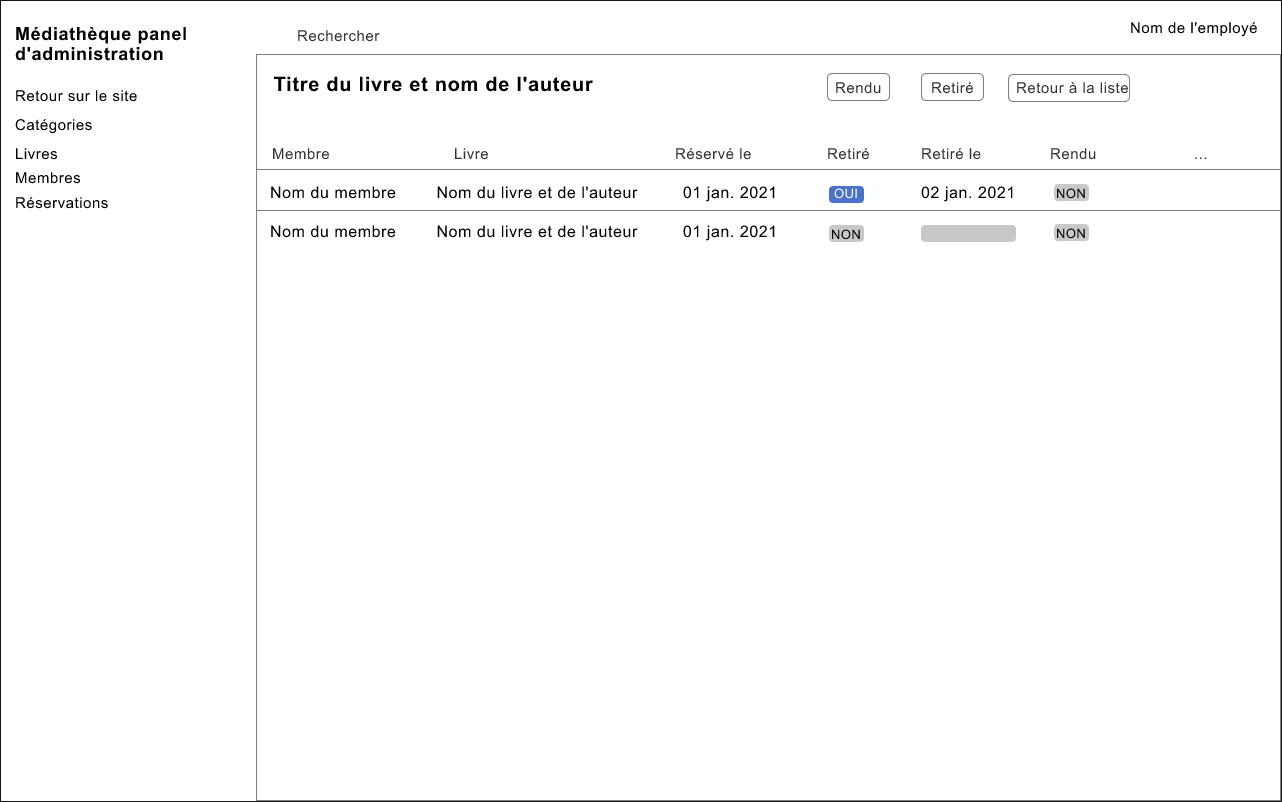 Médiathèque panel
d'administration
Retour sur le site
Catégories
Livres
Membres
Réservations
Rechercher
Nom de l'employé
Titre du livre et nom de l'auteur
Rendu
Retiré
Retour à la liste
Membre Livre Réservé le Retiré Retiré le Rendu ...
Nom du membre Nom du livre et de l'auteur 01 jan. 2021 OUI 02 jan. 2021 NON
Nom du membre Nom du livre et de l'auteur 01 jan. 2021 NON NON